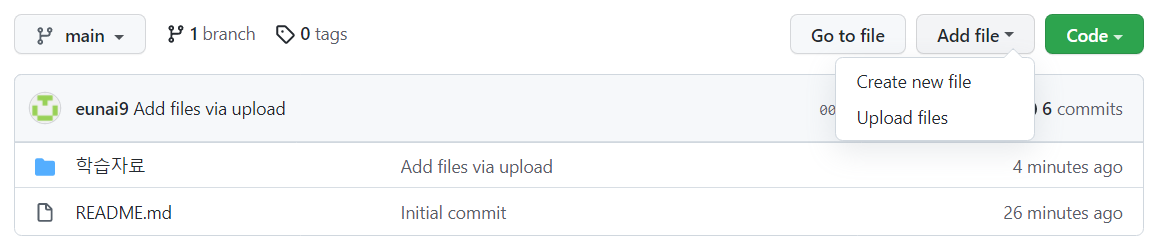 main 1 branch 0 tags Go to file Add file Code
Create new file
eunai9 Add files via upload 6 commits
Upload files
학습자료 Add files via upload 4 minutes ago
README.md Initial commit 26 minutes ago